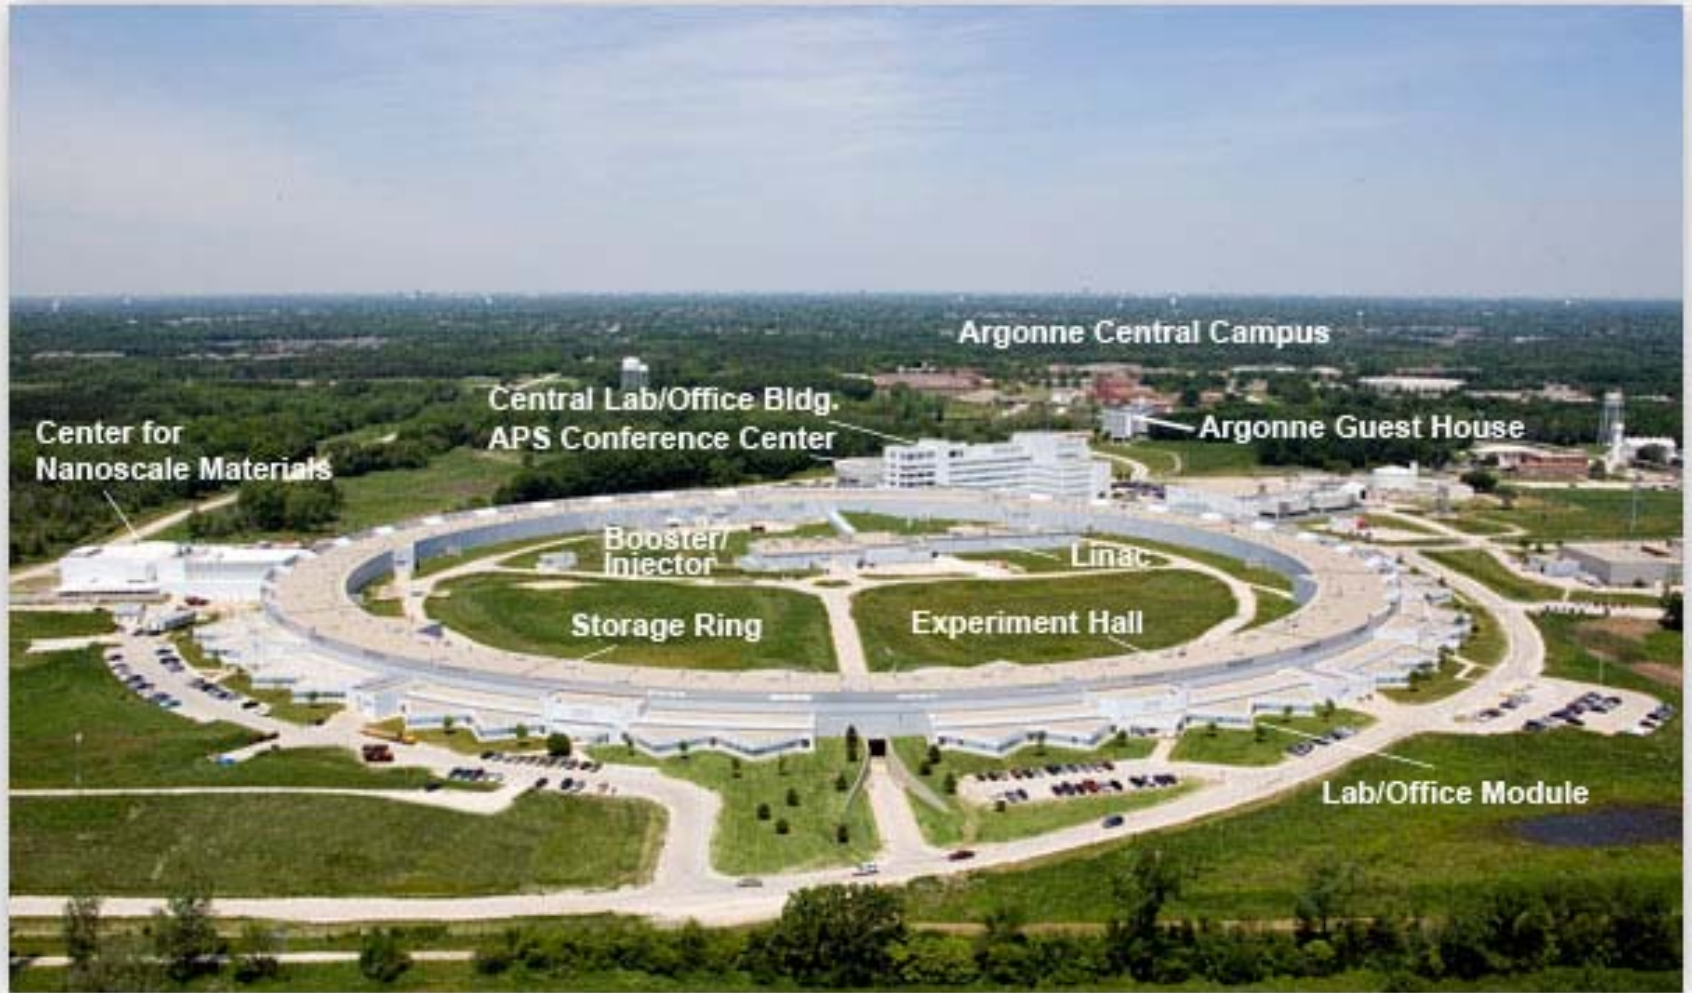 Argonne Central Campus
Central Lab/Office Bldg.
APS Conference Center
Argonne Guest House
Center for
Nanoscale Materials
Booster/
Injector
Linac
Storage Ring
Experiment Hall
Lab/Office Module